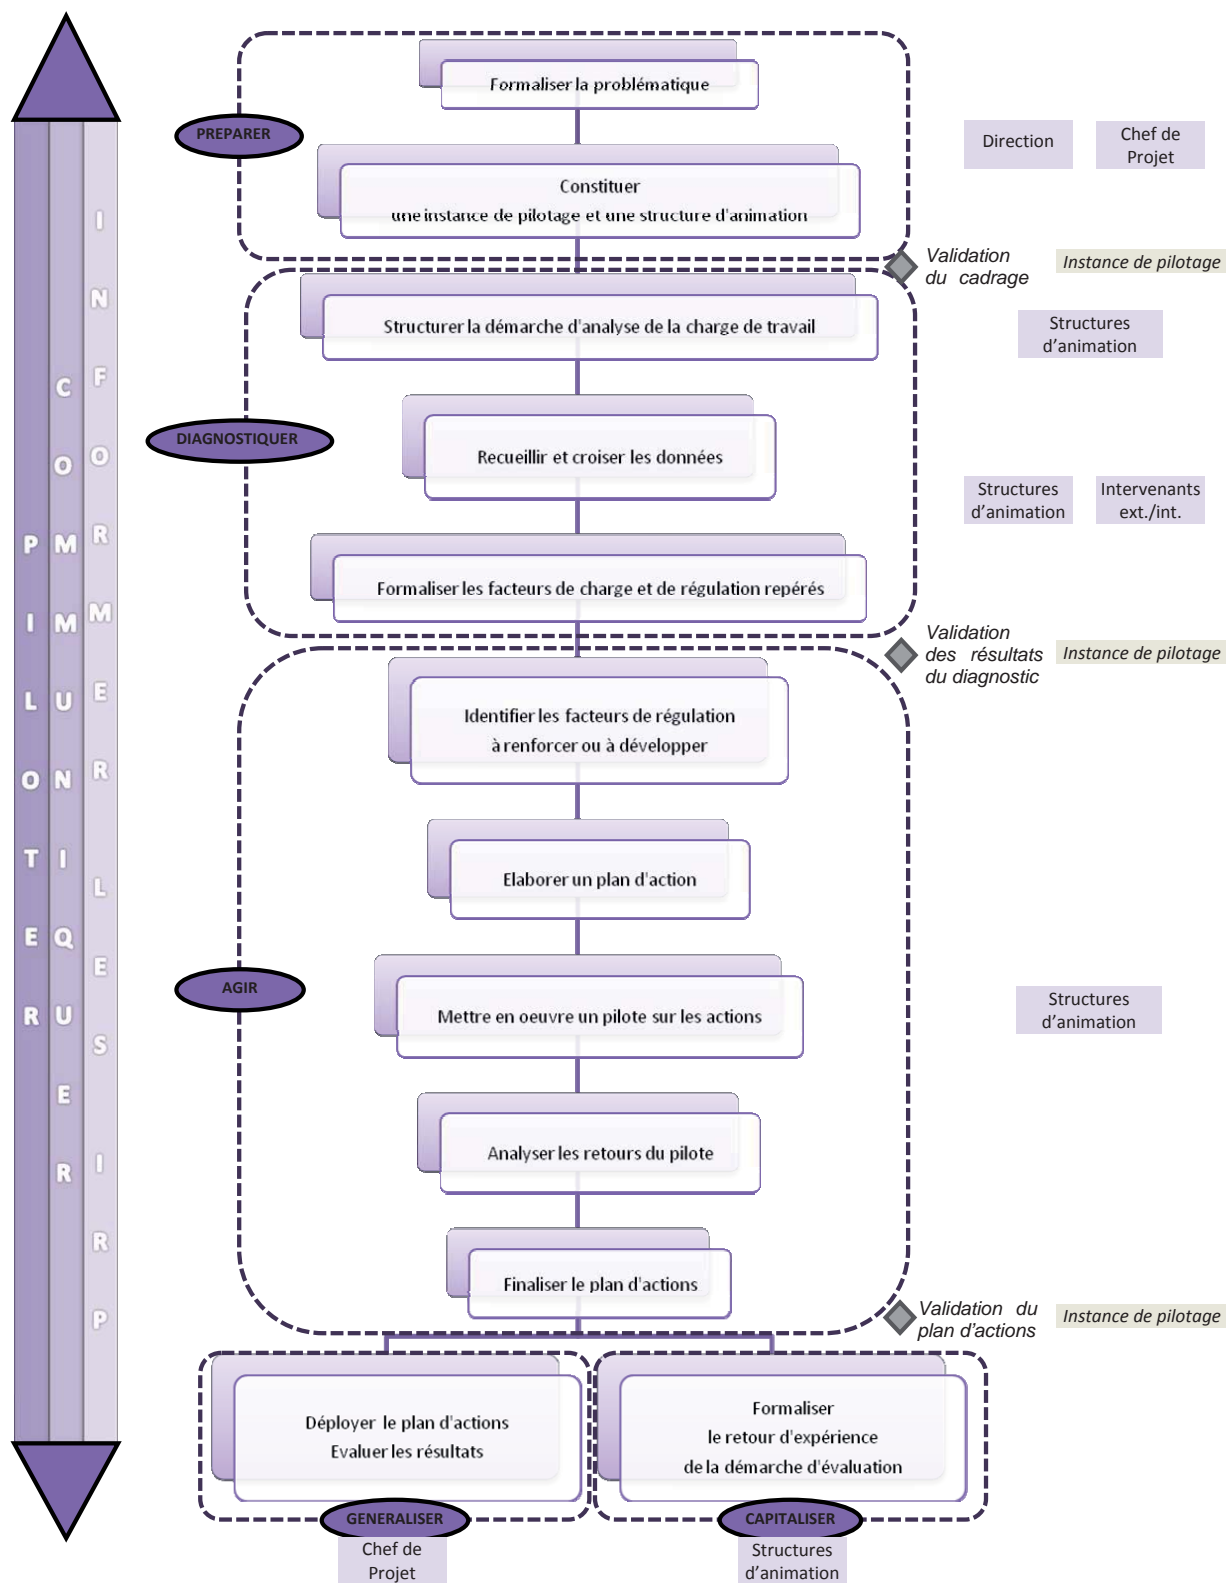 PILOTER
COMMUNIQUER
INFORMER LES IRP
Formaliser la problématique
PREPARER
Direction
Chef de
Projet
Constituer
une instance de pilotage et une structure d'animation
Validation
du cadrage
Instance de pilotage
Structurer la démarche d'analyse de la charge de travail
Structures
d'animation
DIAGNOSTIQUER
Recueillir et croiser les données
Structures
d'animation
Intervenants
ext./int.
Formaliser les facteurs de charge et de régulation repérés
Validation
des résultats
du diagnostic
Instance de pilotage
Identifier les facteurs de régulation
à renforcer ou à développer
Elaborer un plan d'action
AGIR
Mettre en oeuvre un pilote sur les actions
Structures
d'animation
Analyser les retours du pilote
Finaliser le plan d'actions
Validation du
plan d'actions
Instance de pilotage
Déployer le plan d'actions
Evaluer les résultats
Formaliser
le retour d'expérience
de la démarche d'évaluation
GENERALISER
CAPITALISER
Chef de
Projet
Structures
d'animation